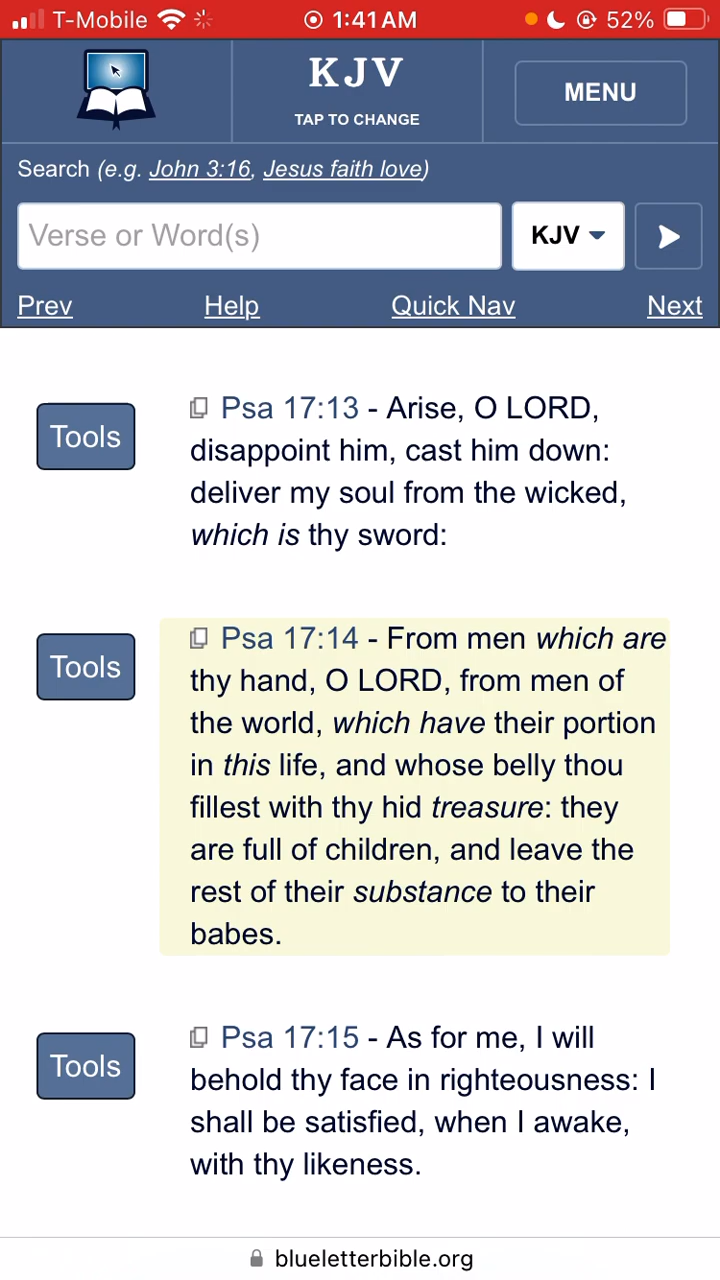 T-Mobile 1:41 AM 52%
KJV
TAP TO CHANGE
MENU
Search (e.g. John 3:16, Jesus faith love)
Verse or Word(s) KJV
Prev Help Quick Nav Next
Tools
Psa 17:13 - Arise, O LORD,
disappoint him, cast him down:
deliver my soul from the wicked,
which is thy sword:
Tools
Psa 17:14 - From men which are
thy hand, O LORD, from men of
the world, which have their portion
in this life, and whose belly thou
fillest with thy hid treasure: they
are full of children, and leave the
rest of their substance to their
babes.
Tools
Psa 17:15 - As for me, I will
behold thy face in righteousness: I
shall be satisfied, when I awake,
with thy likeness.
blueletterbible.org